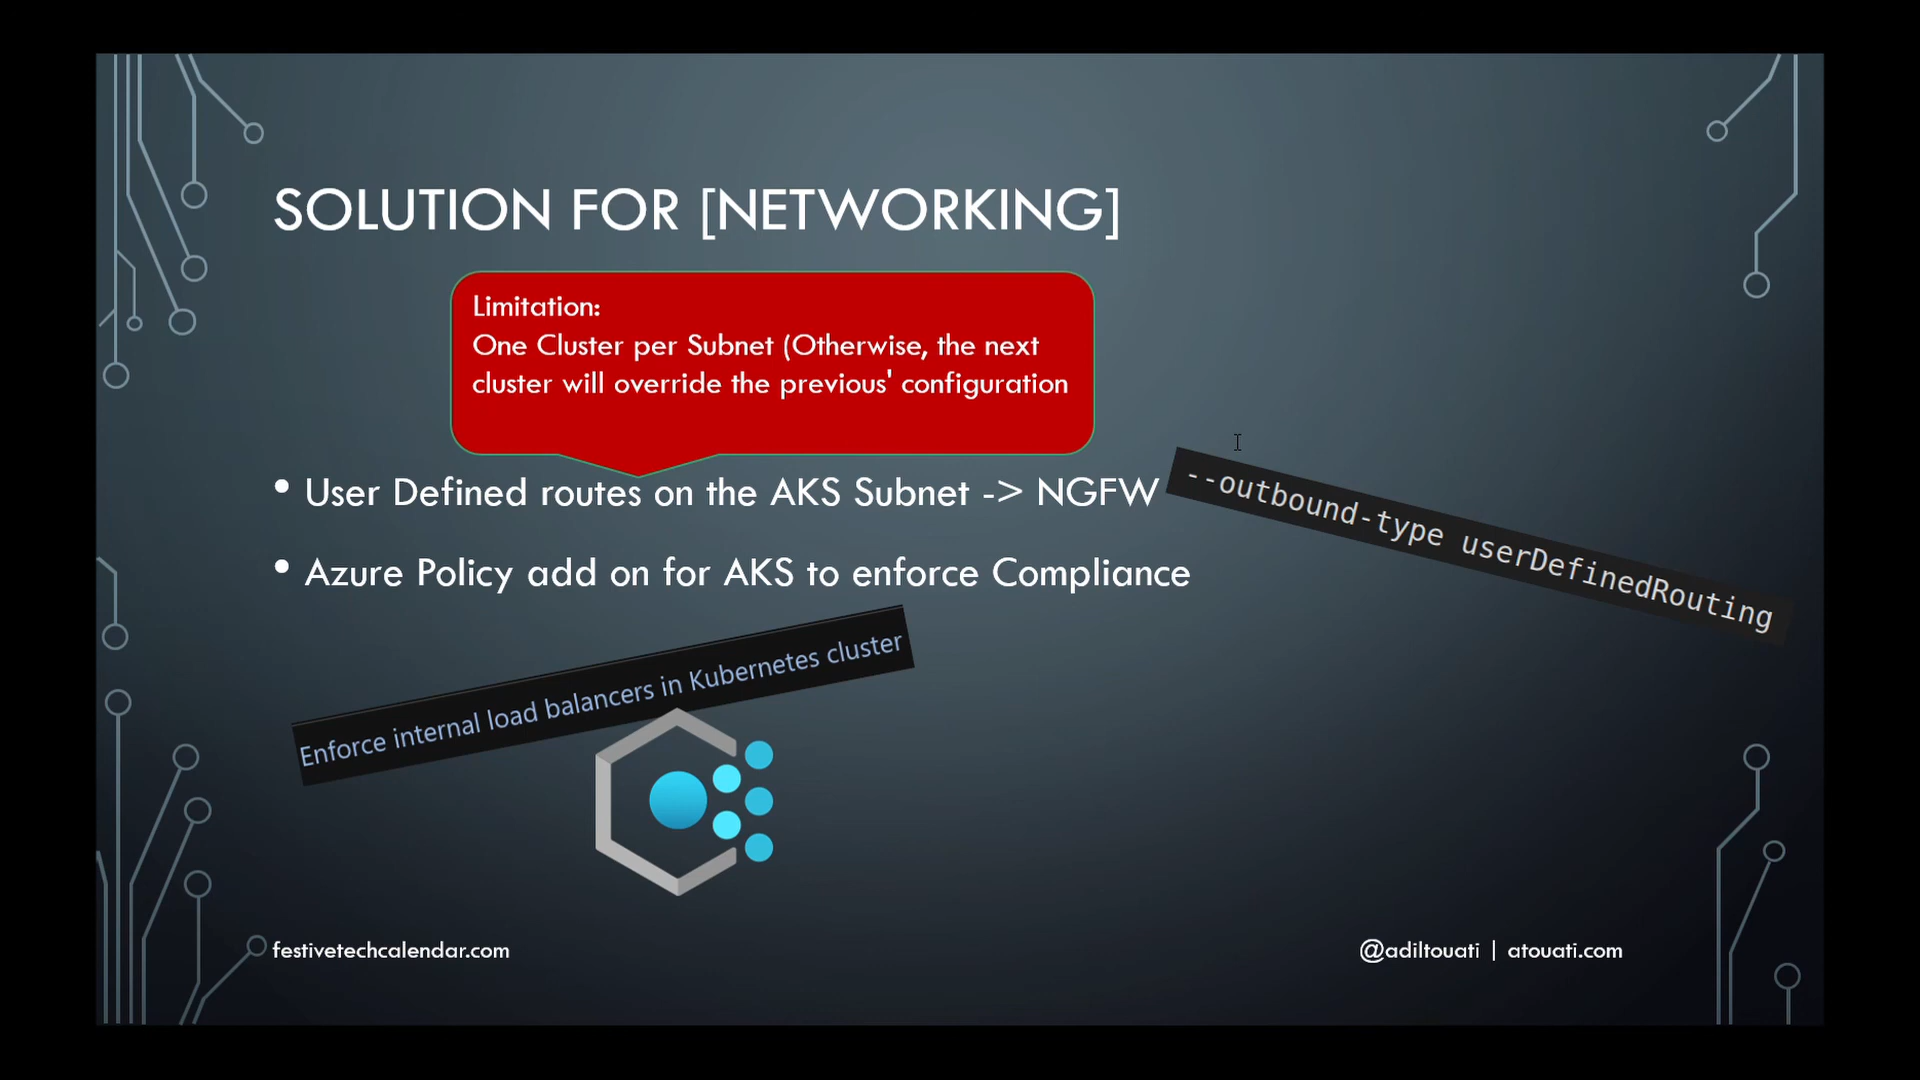 SOLUTION FOR [NETWORKING]
Limitation:
One Cluster per Subnet (Otherwise, the next
cluster will override the previous' configuration
• User Defined routes on the AKS Subnet -> NGFW
--outbound-type userDefinedRouting
• Azure Policy add on for AKS to enforce Compliance
Enforce internal load balancers in Kubernetes cluster
festivetechcalendar.com
@adiltouati | atouati.com